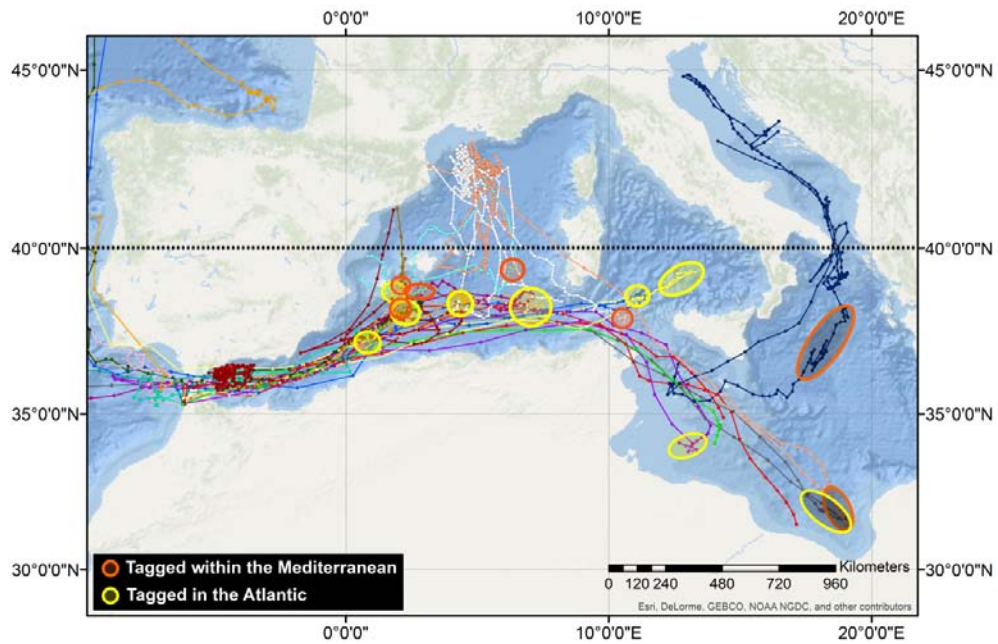 0°0'0" 10°0'0"E 20°0'0"E
45°0'0"N 45°0'0"N
40°0'0"N 40°0'0"N
35°0'0"N 35°0'0"N
30°0'0"N 30°0'0"N
Tagged within the Mediterranean
Tagged in the Atlantic
Kilometers
0 120 240 480 720 960
Esri, DeLorme, GEBCO, NOAA NGDC, and other contributors
0°0'0" 10°0'0"E 20°0'0"E